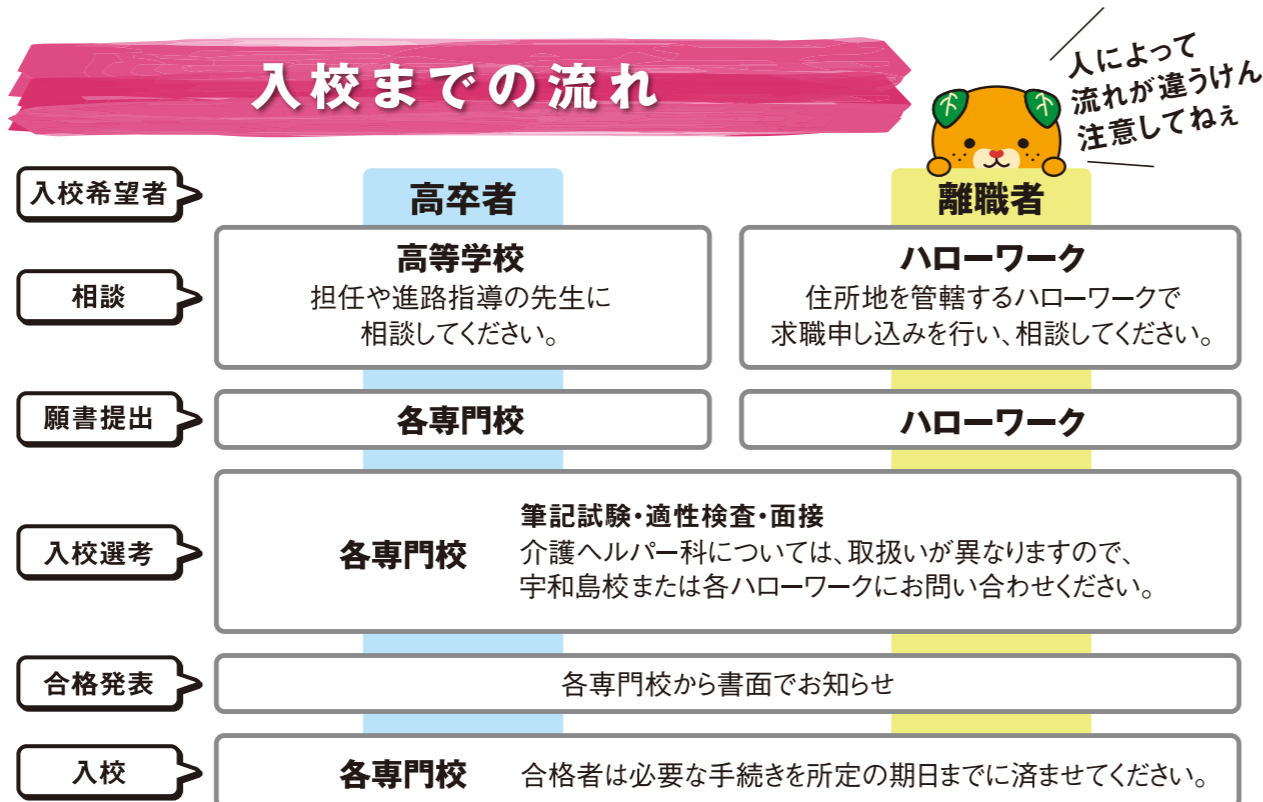 入校までの流れ
人によって
流れが違うけん
注意してねぇ
入校希望者
高卒者
離職者
相談
高等学校
担任や進路指導の先生に
相談してください。
ハローワーク
住所地を管轄するハローワークで
求職申し込みを行い、相談してください。
願書提出
各専門校
ハローワーク
入校選考
各専門校
筆記試験・適性検査・面接
介護ヘルパー科については、取扱いが異なりますので、
宇和島校または各ハローワークにお問い合わせください。
合格発表
各専門校から書面でお知らせ
入校
各専門校
合格者は必要な手続きを所定の期日までに済ませてください。